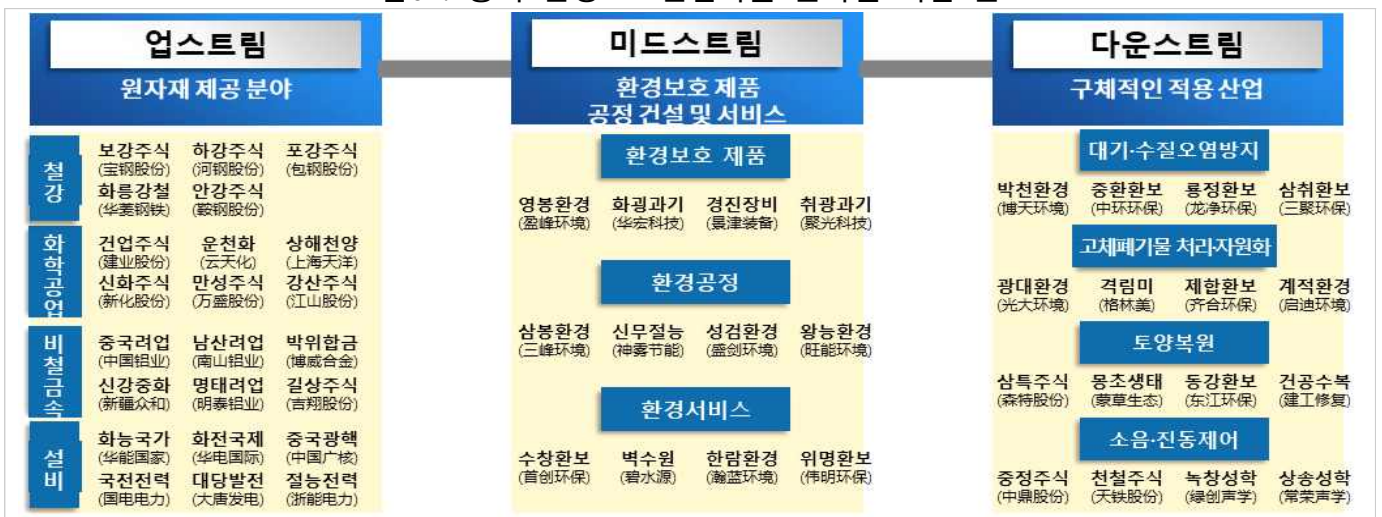 업스트림
원자재 제공 분야
철강
보강주식 하강주식 포강주식
(宝钢股份) (河钢股份) (包钢股份)
화릉강철 안강주식
(华菱钢铁) (鞍钢股份)
화학공업
건업주식 운천화 상해천양
(建业股份) (云天化) (上海天洋)
신화주식 만성주식 강산주식
(新化股份) (万盛股份) (江山股份)
비철금속
중국려업 남산려업 박위합금
(中国铝业) (南山铝业) (博威合金)
신강중화 명태려업 길상주식
(新疆众和) (明泰铝业) (吉翔股份)
설비
화능국가 화전국제 중국광핵
(华能国家) (华电国际) (中国广核)
국전전력 대당발전 절능전력
(国电电力) (大唐发电) (浙能电力)
미드스트림
환경보호 제품
공정 건설 및 서비스
환경보호 제품
영봉환경 화굉과기 경진장비 취광과기
(盈峰环境) (华宏科技) (景津装备) (聚光科技)
환경공정
삼봉환경 신무절능 성검환경 왕능환경
(三峰环境) (神雾节能) (盛剑环境) (旺能环境)
환경서비스
수창환보 벽수원 한람환경 위명환보
(首创环保) (碧水源) (瀚蓝环境) (伟明环保)
다운스트림
구체적인 적용 산업
대기·수질오염방지
박천환경 중환환보 룡정환보 삼취환보
(博天环境) (中环环保) (龙净环保) (三聚环保)
고체폐기물 처리·자원화
광대환경 격림미 제합환보 계적환경
(光大环境) (格林美) (齐合环保) (启迪环境)
토양복원
삼특주식 몽초생태 동강환보 건공수복
(森特股份) (蒙草生态) (东江环保) (建工修复)
소음·진동제어
중정주식 천철주식 녹창성학 상송성학
(中鼎股份) (天铁股份) (绿创声学) (常荣声学)